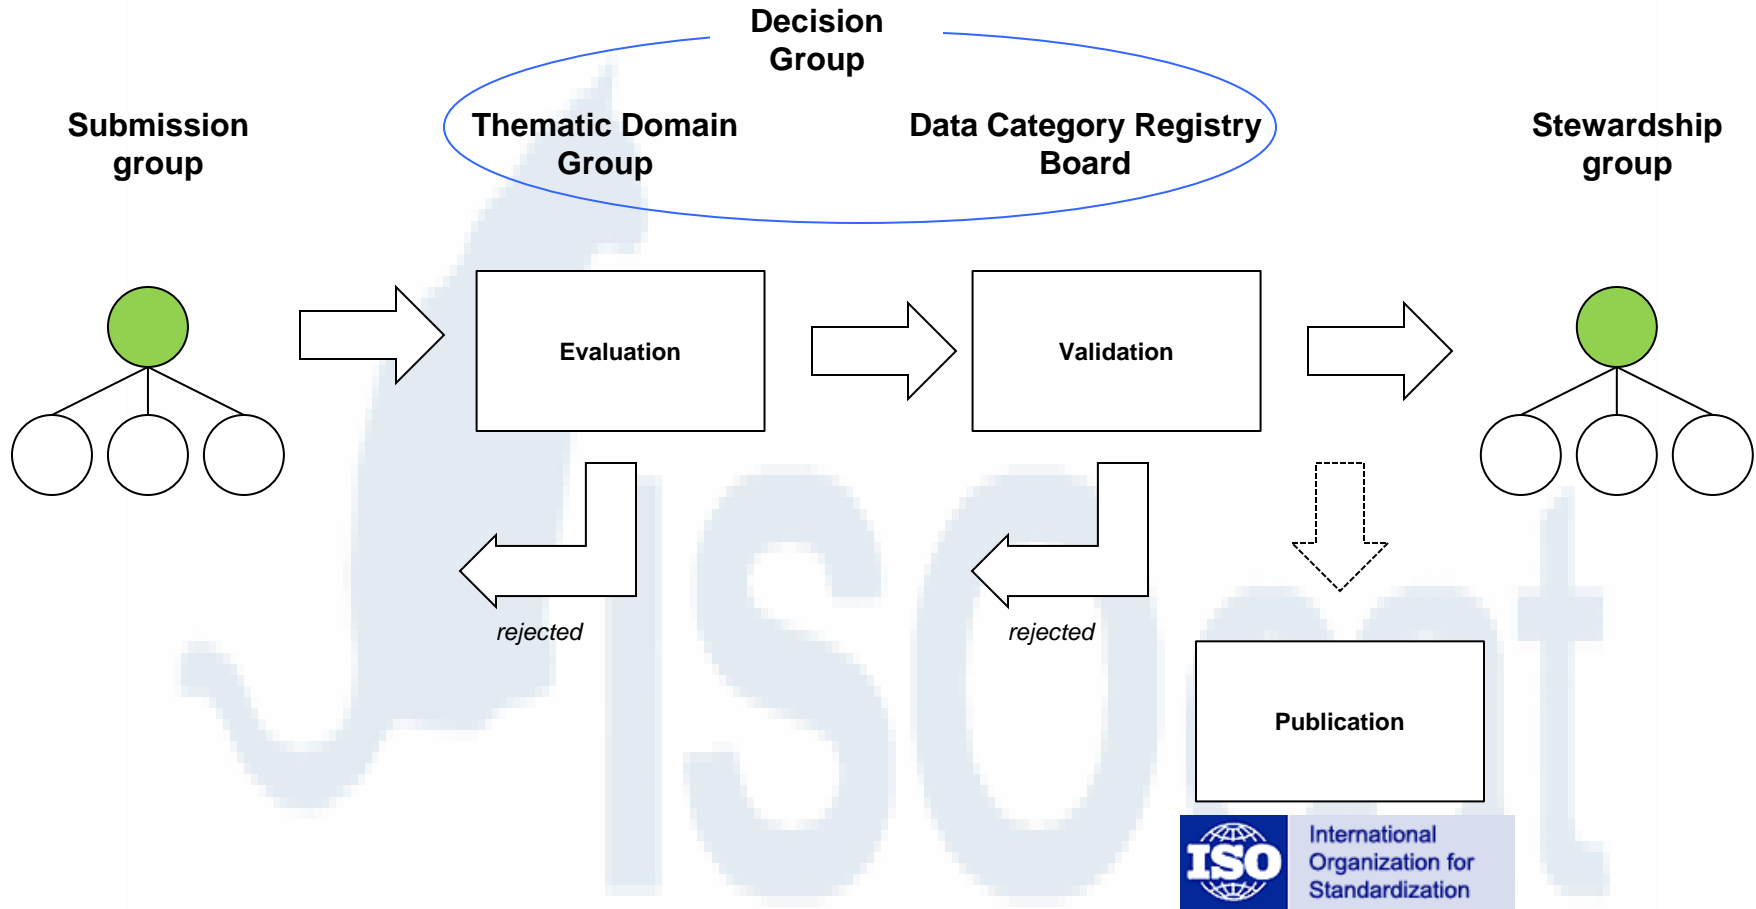 Decision
Group
Submission
group
Thematic Domain
Group
Data Category Registry
Board
Stewardship
group
Evaluation
Validation
rejected
rejected
Publication
ISOcat
ISO
International
Organization for
Standardization